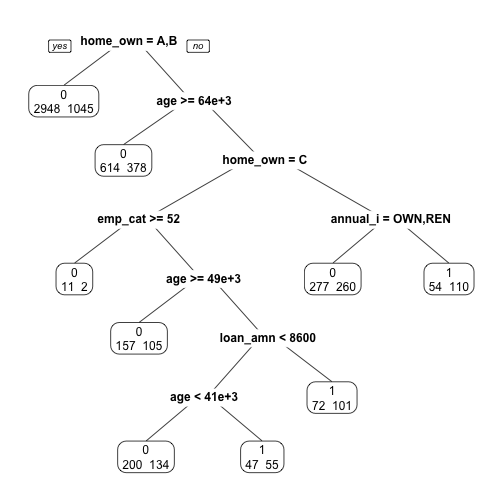 yes home_own = A,B no
0
2948 1045
age >= 64e+3
0
614 378
home_own = C
emp_cat >= 52 annual_i = OWN,REN
0 0 1
11 2 277 260 54 110
age >= 49e+3
0
157 105
loan_amn < 8600
1
72 101
age < 41e+3
0 1
200 134 47 55